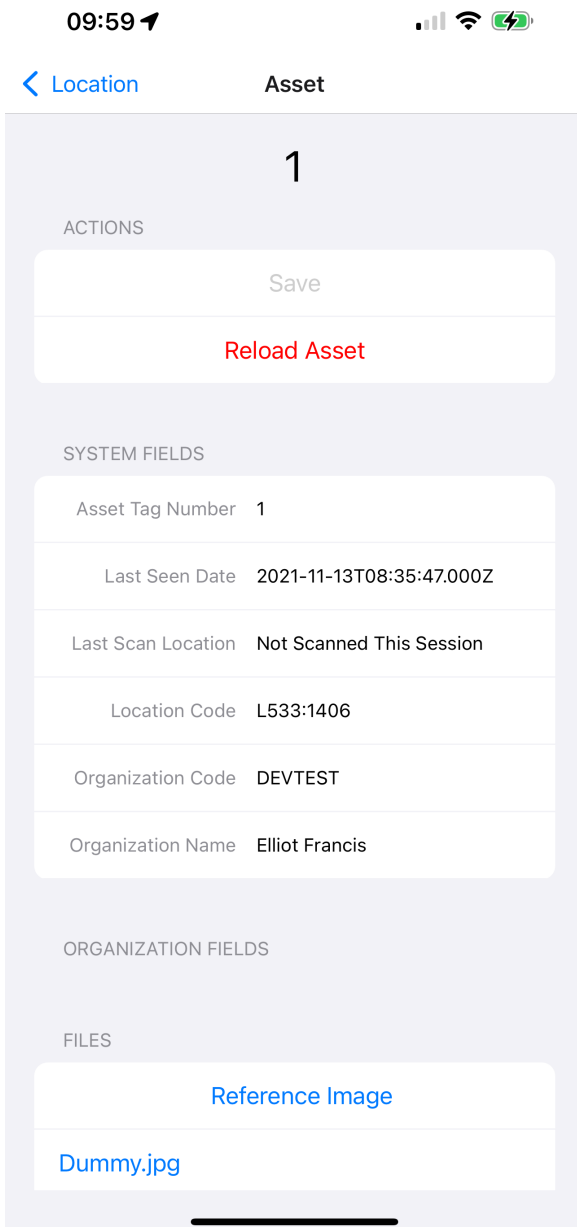 09:59
Location
Asset
1
ACTIONS
Save
Reload Asset
SYSTEM FIELDS
Asset Tag Number 1
Last Seen Date 2021-11-13T08:35:47.000Z
Last Scan Location Not Scanned This Session
Location Code L533:1406
Organization Code DEVTEST
Organization Name Elliot Francis
ORGANIZATION FIELDS
FILES
Reference Image
Dummy.jpg